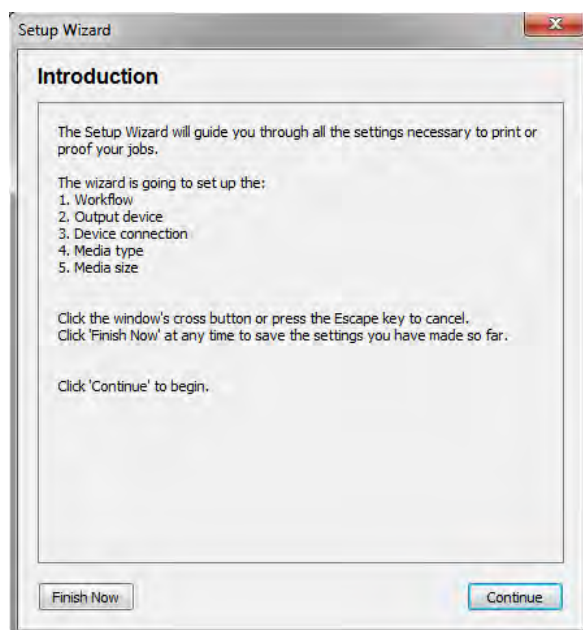 Setup Wizard
Introduction
The Setup Wizard will guide you through all the settings necessary to print or
proof your jobs.
The wizard is going to set up the:
1. Workflow
2. Output device
3. Device connection
4. Media type
5. Media size
Click the window's cross button or press the Escape key to cancel.
Click 'Finish Now' at any time to save the settings you have made so far.
Click 'Continue' to begin.
Finish Now
Continue